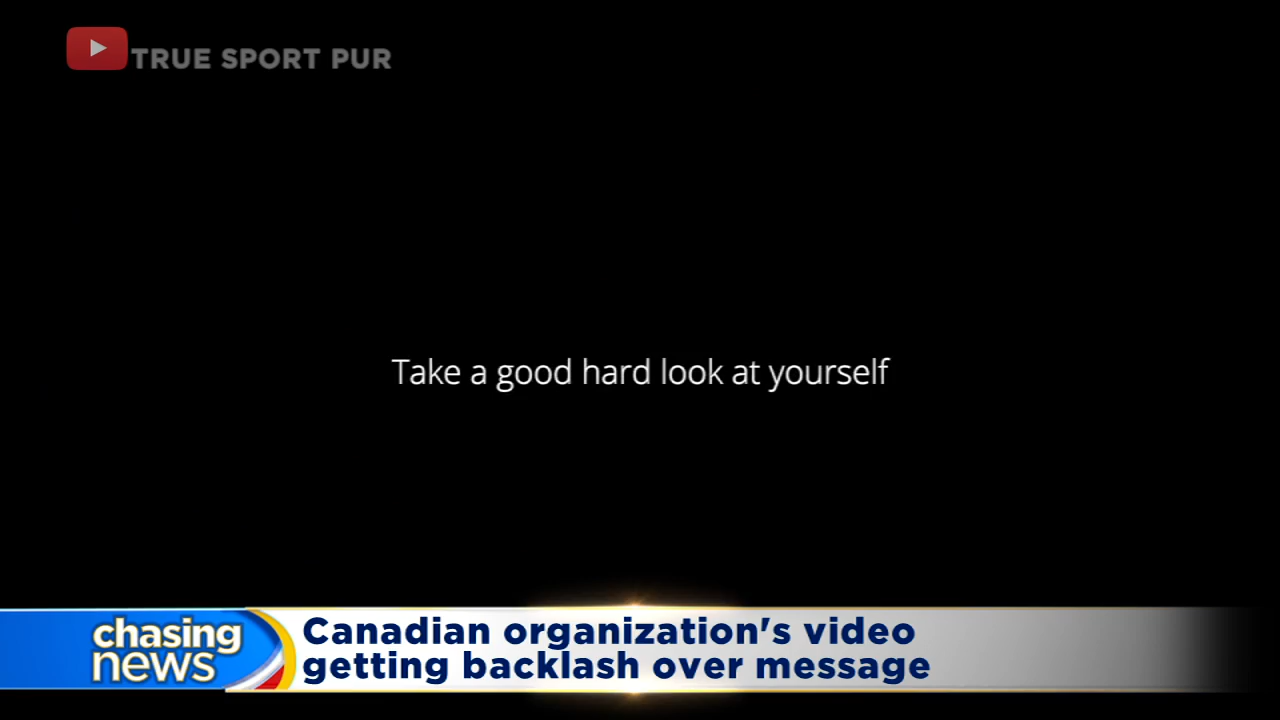 TRUE SPORT PUR
Take a good hard look at yourself
chasing
news
Canadian organization's video
getting backlash over message